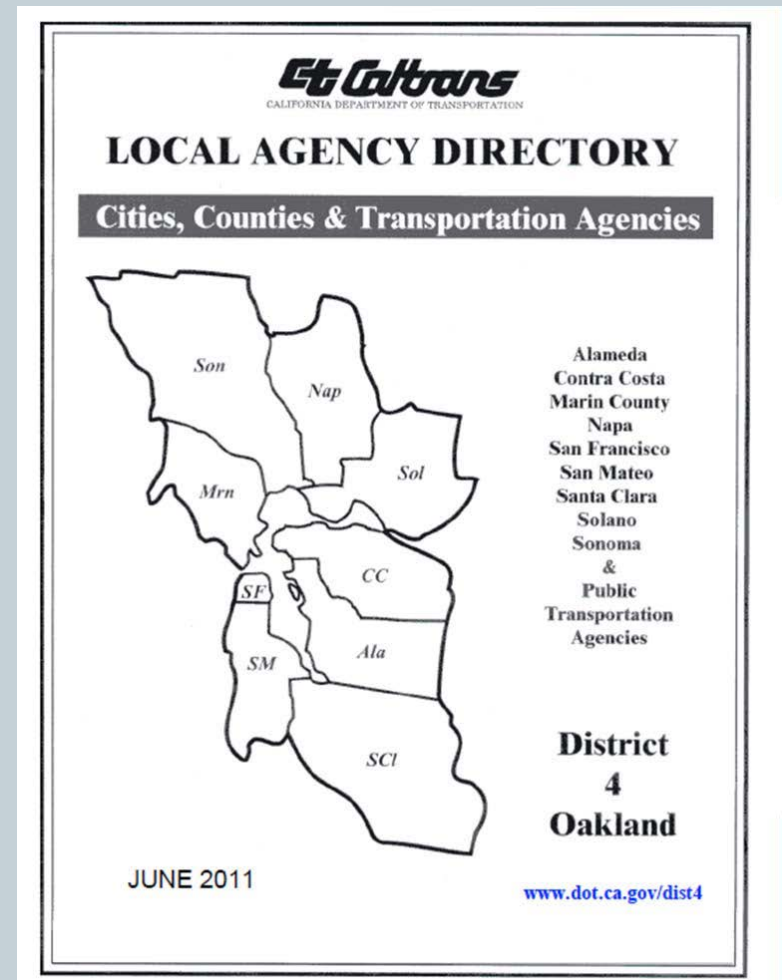 Ct Caltrans
CALIFORNIA DEPARTMENT OF TRANSPORTATION
LOCAL AGENCY DIRECTORY
Cities, Counties & Transportation Agencies
Son
Nap
Sol
Mrn
CC
SF
Ala
SM
SCl
Alameda
Contra Costa
Marin County
Napa
San Francisco
San Mateo
Santa Clara
Solano
Sonoma
&
Public
Transportation
Agencies
District
4
Oakland
JUNE 2011
www.dot.ca.gov/dist4